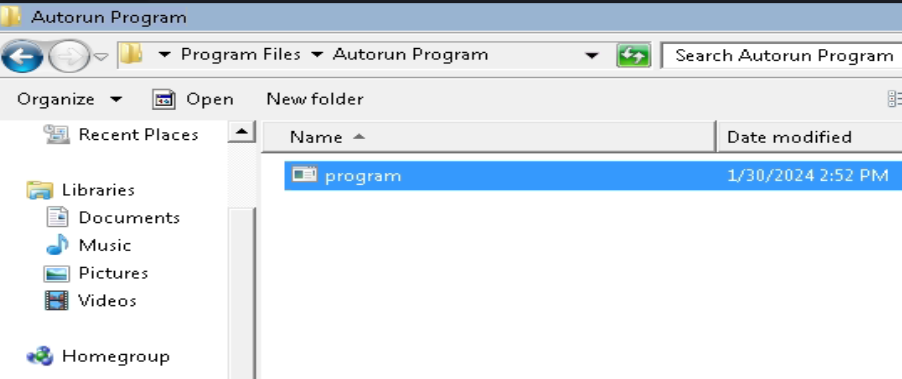 Autorun Program
Program Files Autorun Program Search Autorun Program
Organize Open New folder
Recent Places
Name Date modified
program 1/30/2024 2:52 PM
Libraries
Documents
Music
Pictures
Videos
Homegroup